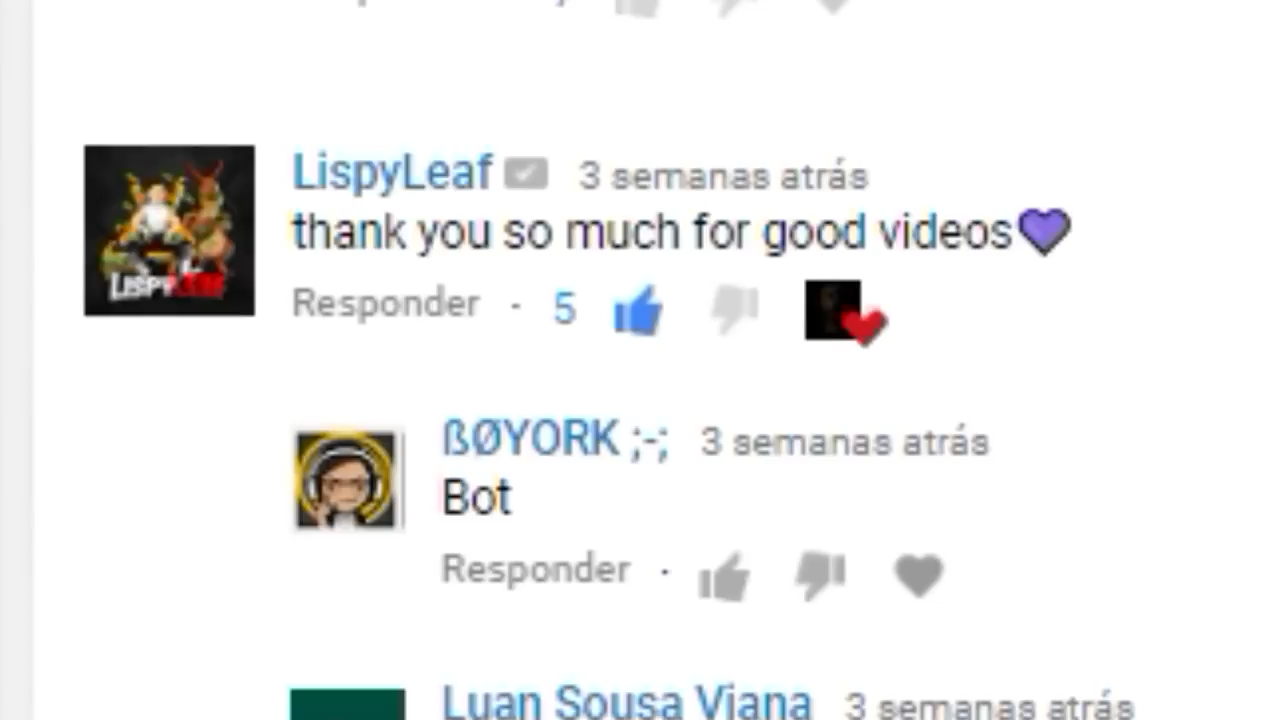 LispyLeaf 3 semanas atrás
thank you so much for good videos💜
Responder · 5
LISPYLEAF
ßØYORK ;-; 3 semanas atrás
Bot
Responder ·
Luan Sousa Viana 3 semanas atrás